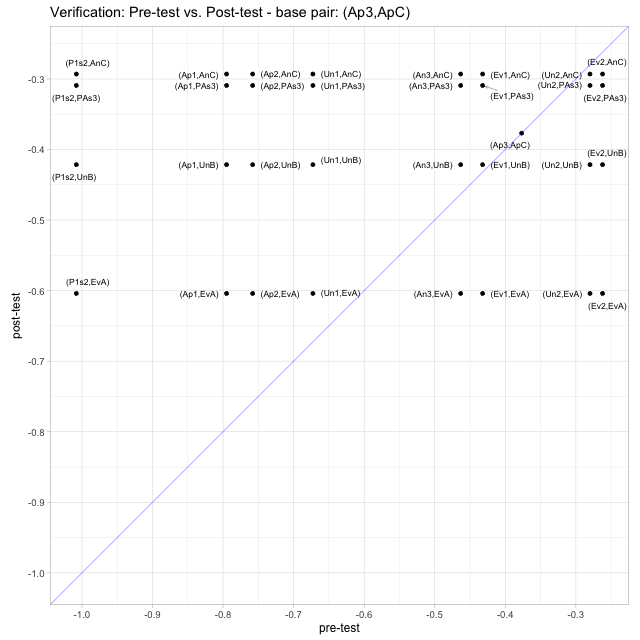 Verification: Pre-test vs. Post-test - base pair: (Ap3,ApC)
(P1s2,AnC)
(Ev2,AnC)
(Ap1,AnC)
(Ap2,AnC)
(Un1,AnC)
(An3,AnC)
(Ev1,AnC)
(Un2,AnC)
-0.3
(Ap1,PAs3)
(Ap2,PAs3)
(Un1,PAs3)
(An3,PAs3)
(Un2,PAs3)
(P1s2,PAs3)
(Ev1,PAs3)
(Ev2,PAs3)
(Ap3,ApC)
-0.4
(Un1,UnB)
(Ev2,UnB)
(Ap1,UnB)
(Ap2,UnB)
(An3,UnB)
(Ev1,UnB)
(Un2,UnB)
(P1s2,UnB)
-0.5
(P1s2,EvA)
-0.6
(Ap1,EvA)
(Ap2,EvA)
(Un1,EvA)
(An3,EvA)
(Ev1,EvA)
(Un2,EvA)
(Ev2,EvA)
post-test
-0.7
-0.8
-0.9
-1.0
-1.0 -0.9 -0.8 -0.7 -0.6 -0.5 -0.4 -0.3
pre-test